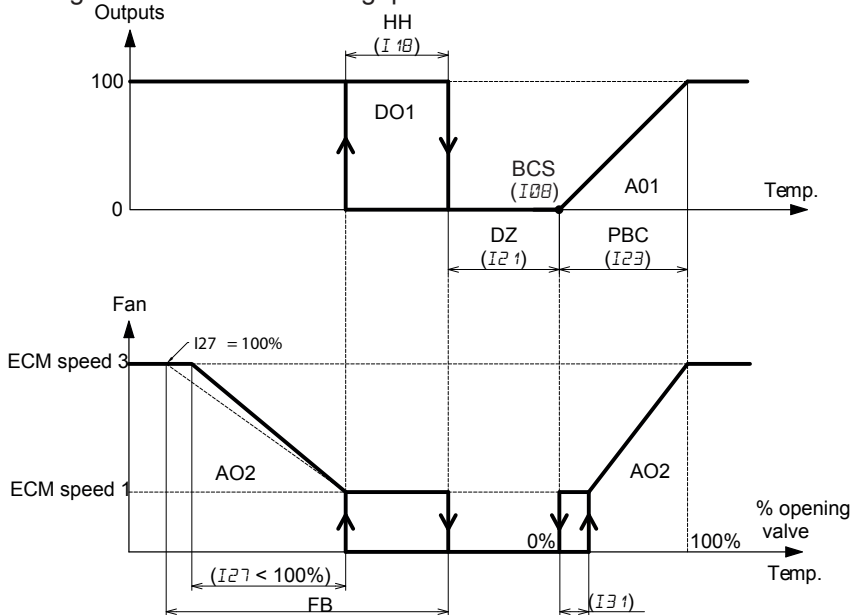 Outputs
HH
(I18)
100
DO1
BCS
(I08)
A01
Temp.
0
DZ
(I21)
PBC
(I23)
Fan
I27 = 100%
ECM speed 3
AO2
AO2
ECM speed 1
% opening
valve
0%
100%
Temp.
(I27 < 100%)
(I31)
FB